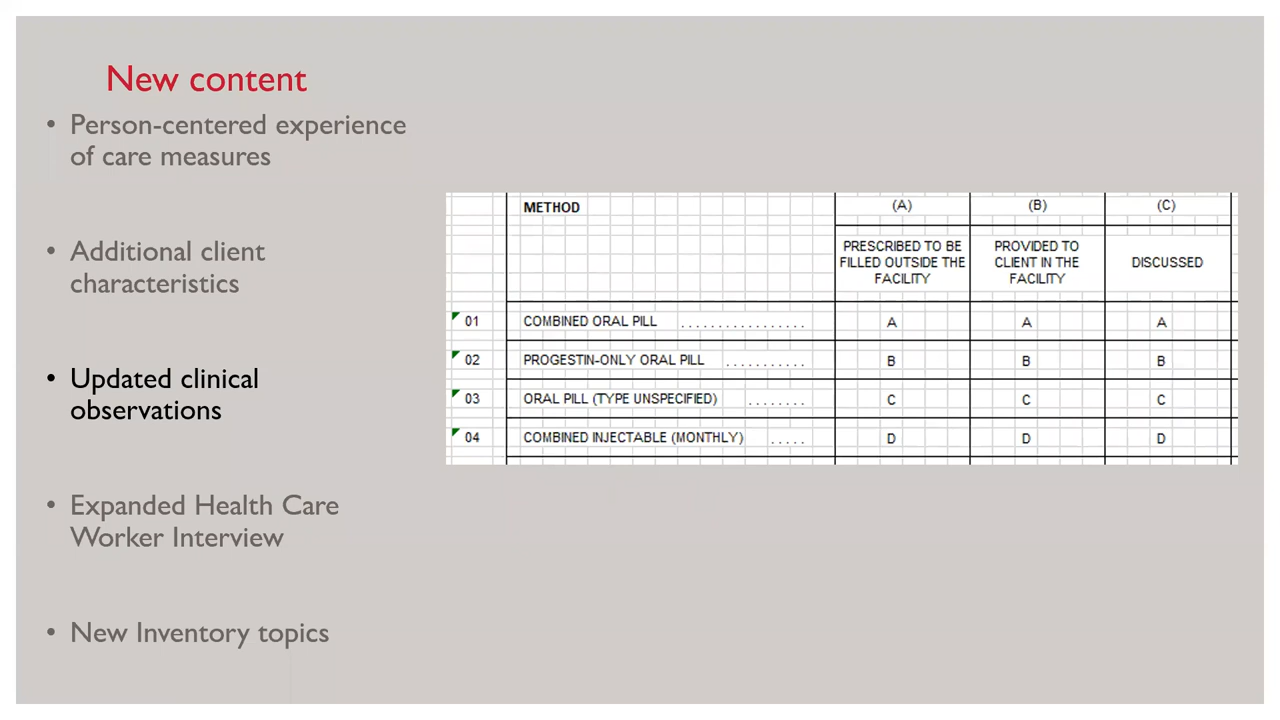 New content
• Person-centered experience
of care measures
• Additional client
characteristics
• Updated clinical
observations
• Expanded Health Care
Worker Interview
• New Inventory topics
METHOD (A) (B) (C)
PRESCRIBED TO BE FILLED OUTSIDE THE FACILITY
PROVIDED TO CLIENT IN THE FACILITY
DISCUSSED
01 COMBINED ORAL PILL ................. A A A
02 PROGESTIN-ONLY ORAL PILL ........... B B B
03 ORAL PILL (TYPE UNSPECIFIED) ........ C C C
04 COMBINED INJECTABLE (MONTHLY) ..... D D D